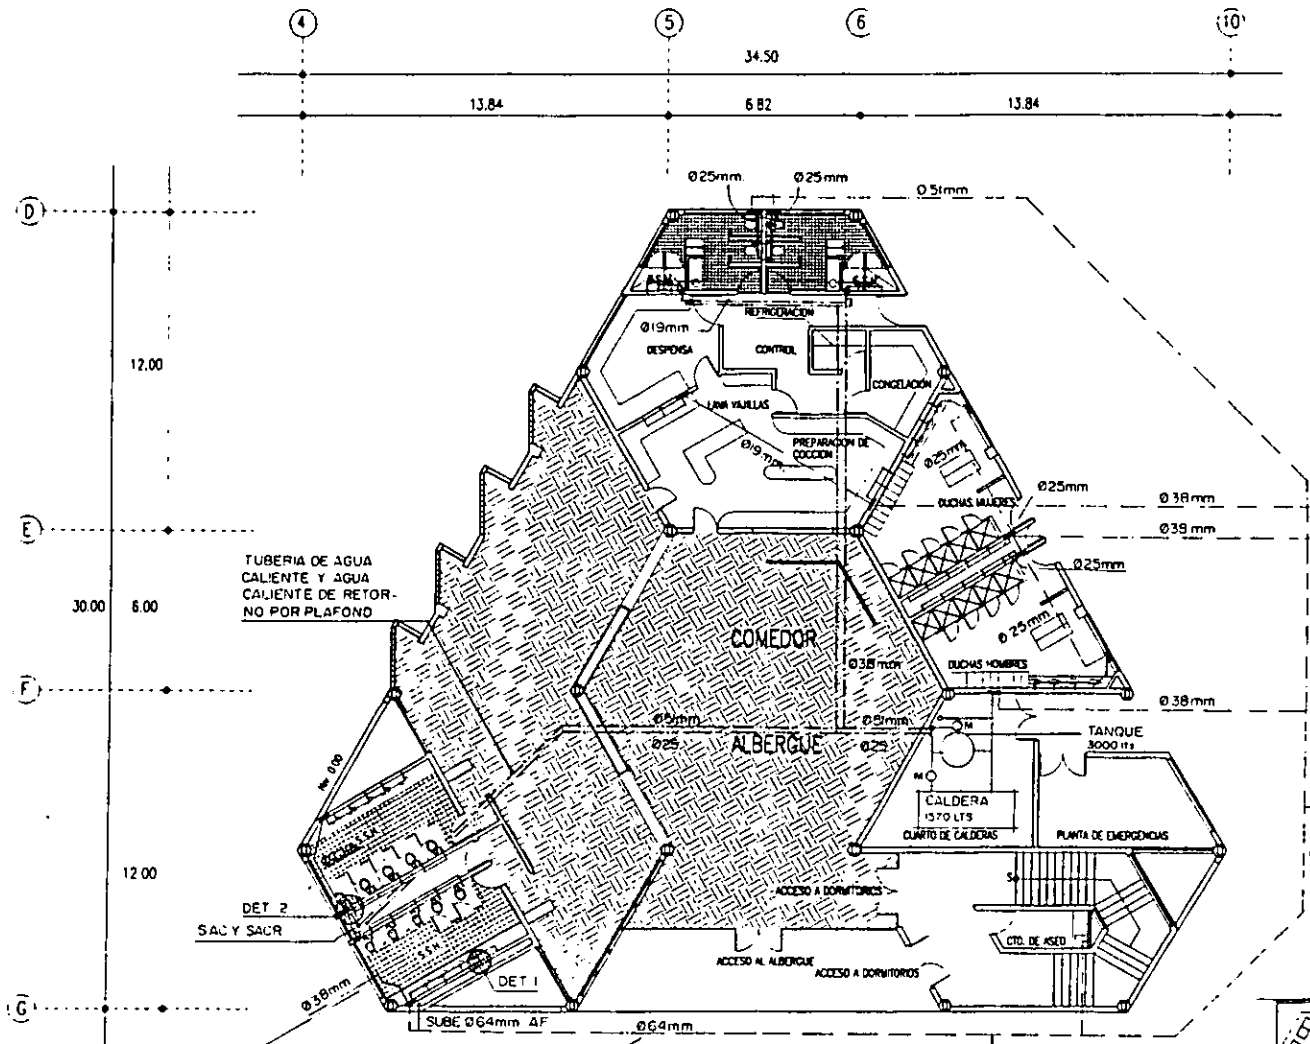 4
5
6
10
34.50
13.84
6.82
13.84
Ø25mm.
Ø25mm
Ø51mm
D
REFRIGERACION
Ø19mm
DESPENSA
CONTROL
12.00
CONGELACION
LAVA VAJILLAS
PREPARACION DE
COCCION
Ø19mm
Ø25mm
Ø25mm
DUCHAS MUJERES
Ø38mm
E
Ø39mm
TUBERIA DE AGUA
CALIENTE Y AGUA
CALIENTE DE RETOR-
NO POR PLAFOND
Ø25mm
30.00
6.00
Ø 25mm
COMEDOR
Ø38mm
DUCHAS HOMBRES
F
Ø38mm
Ø51mm
Ø51mm
M
TANQUE
3000 lts
Ø25
ALBERGUE
Ø25
M
CALDERA
1570 LTS
CUARTO DE CALDERAS
PLANTA DE EMERGENCIAS
12.00
S
ACCESO A DORMITORIOS
DET. 2
SAC Y SACR
S.S.H.
CTO. DE ASEO
ACCESO AL ALBERGUE
ACCESO A DORMITORIOS
DET 1
Ø38mm
G
SUBE Ø64mm AF
Ø64mm